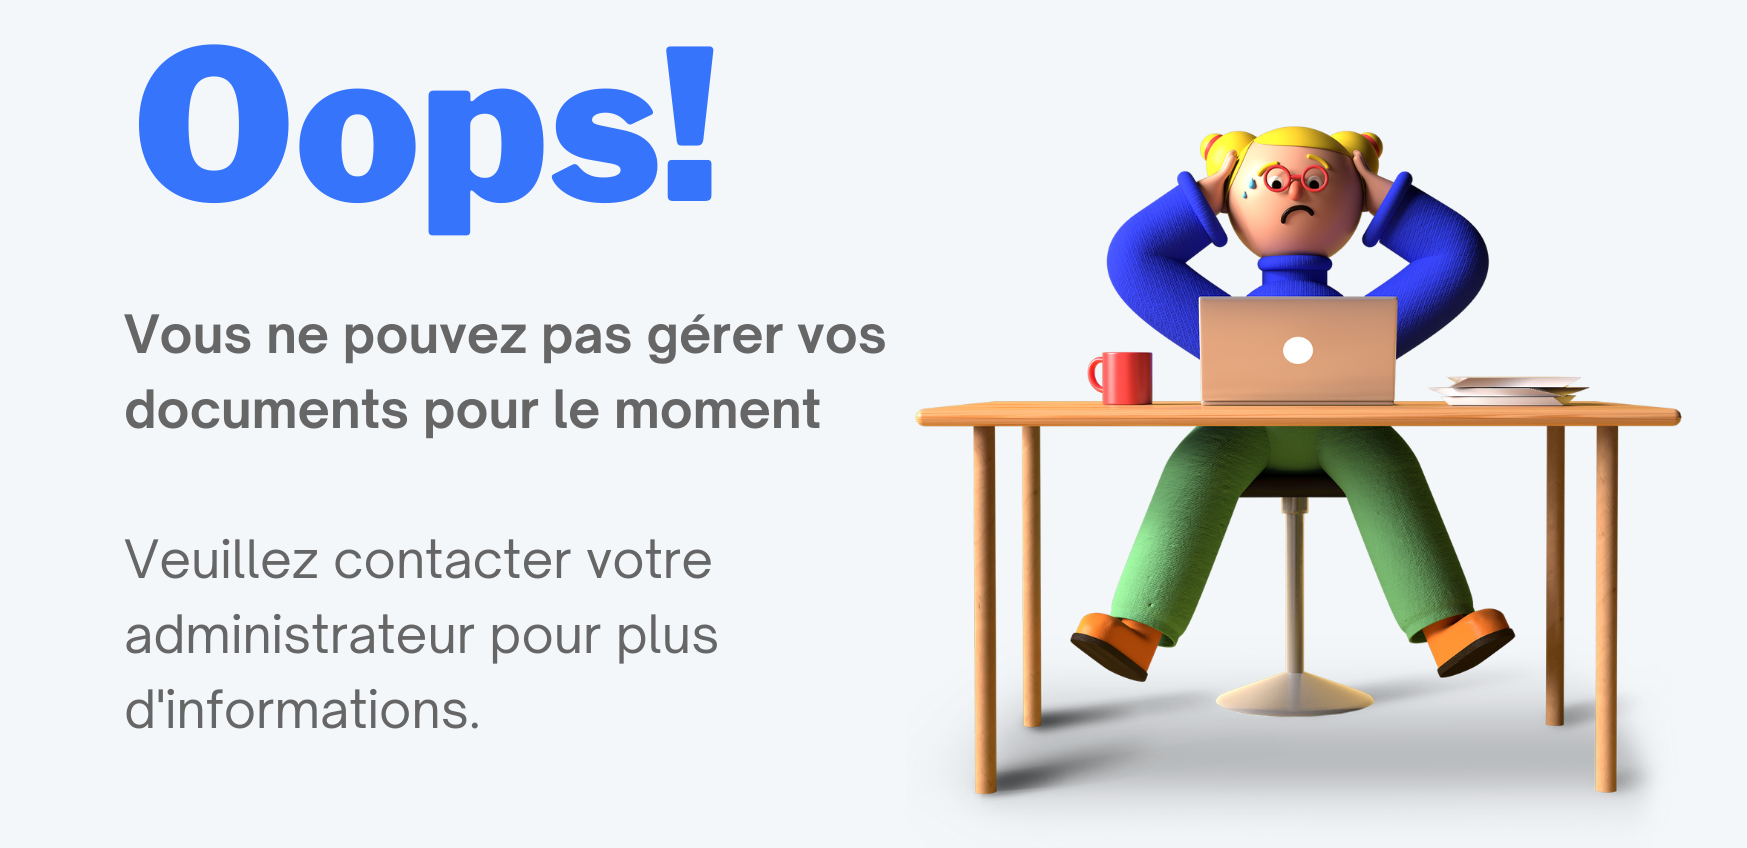 Oops!
Vous ne pouvez pas gérer vos
documents pour le moment
Veuillez contacter votre
administrateur pour plus
d'informations.